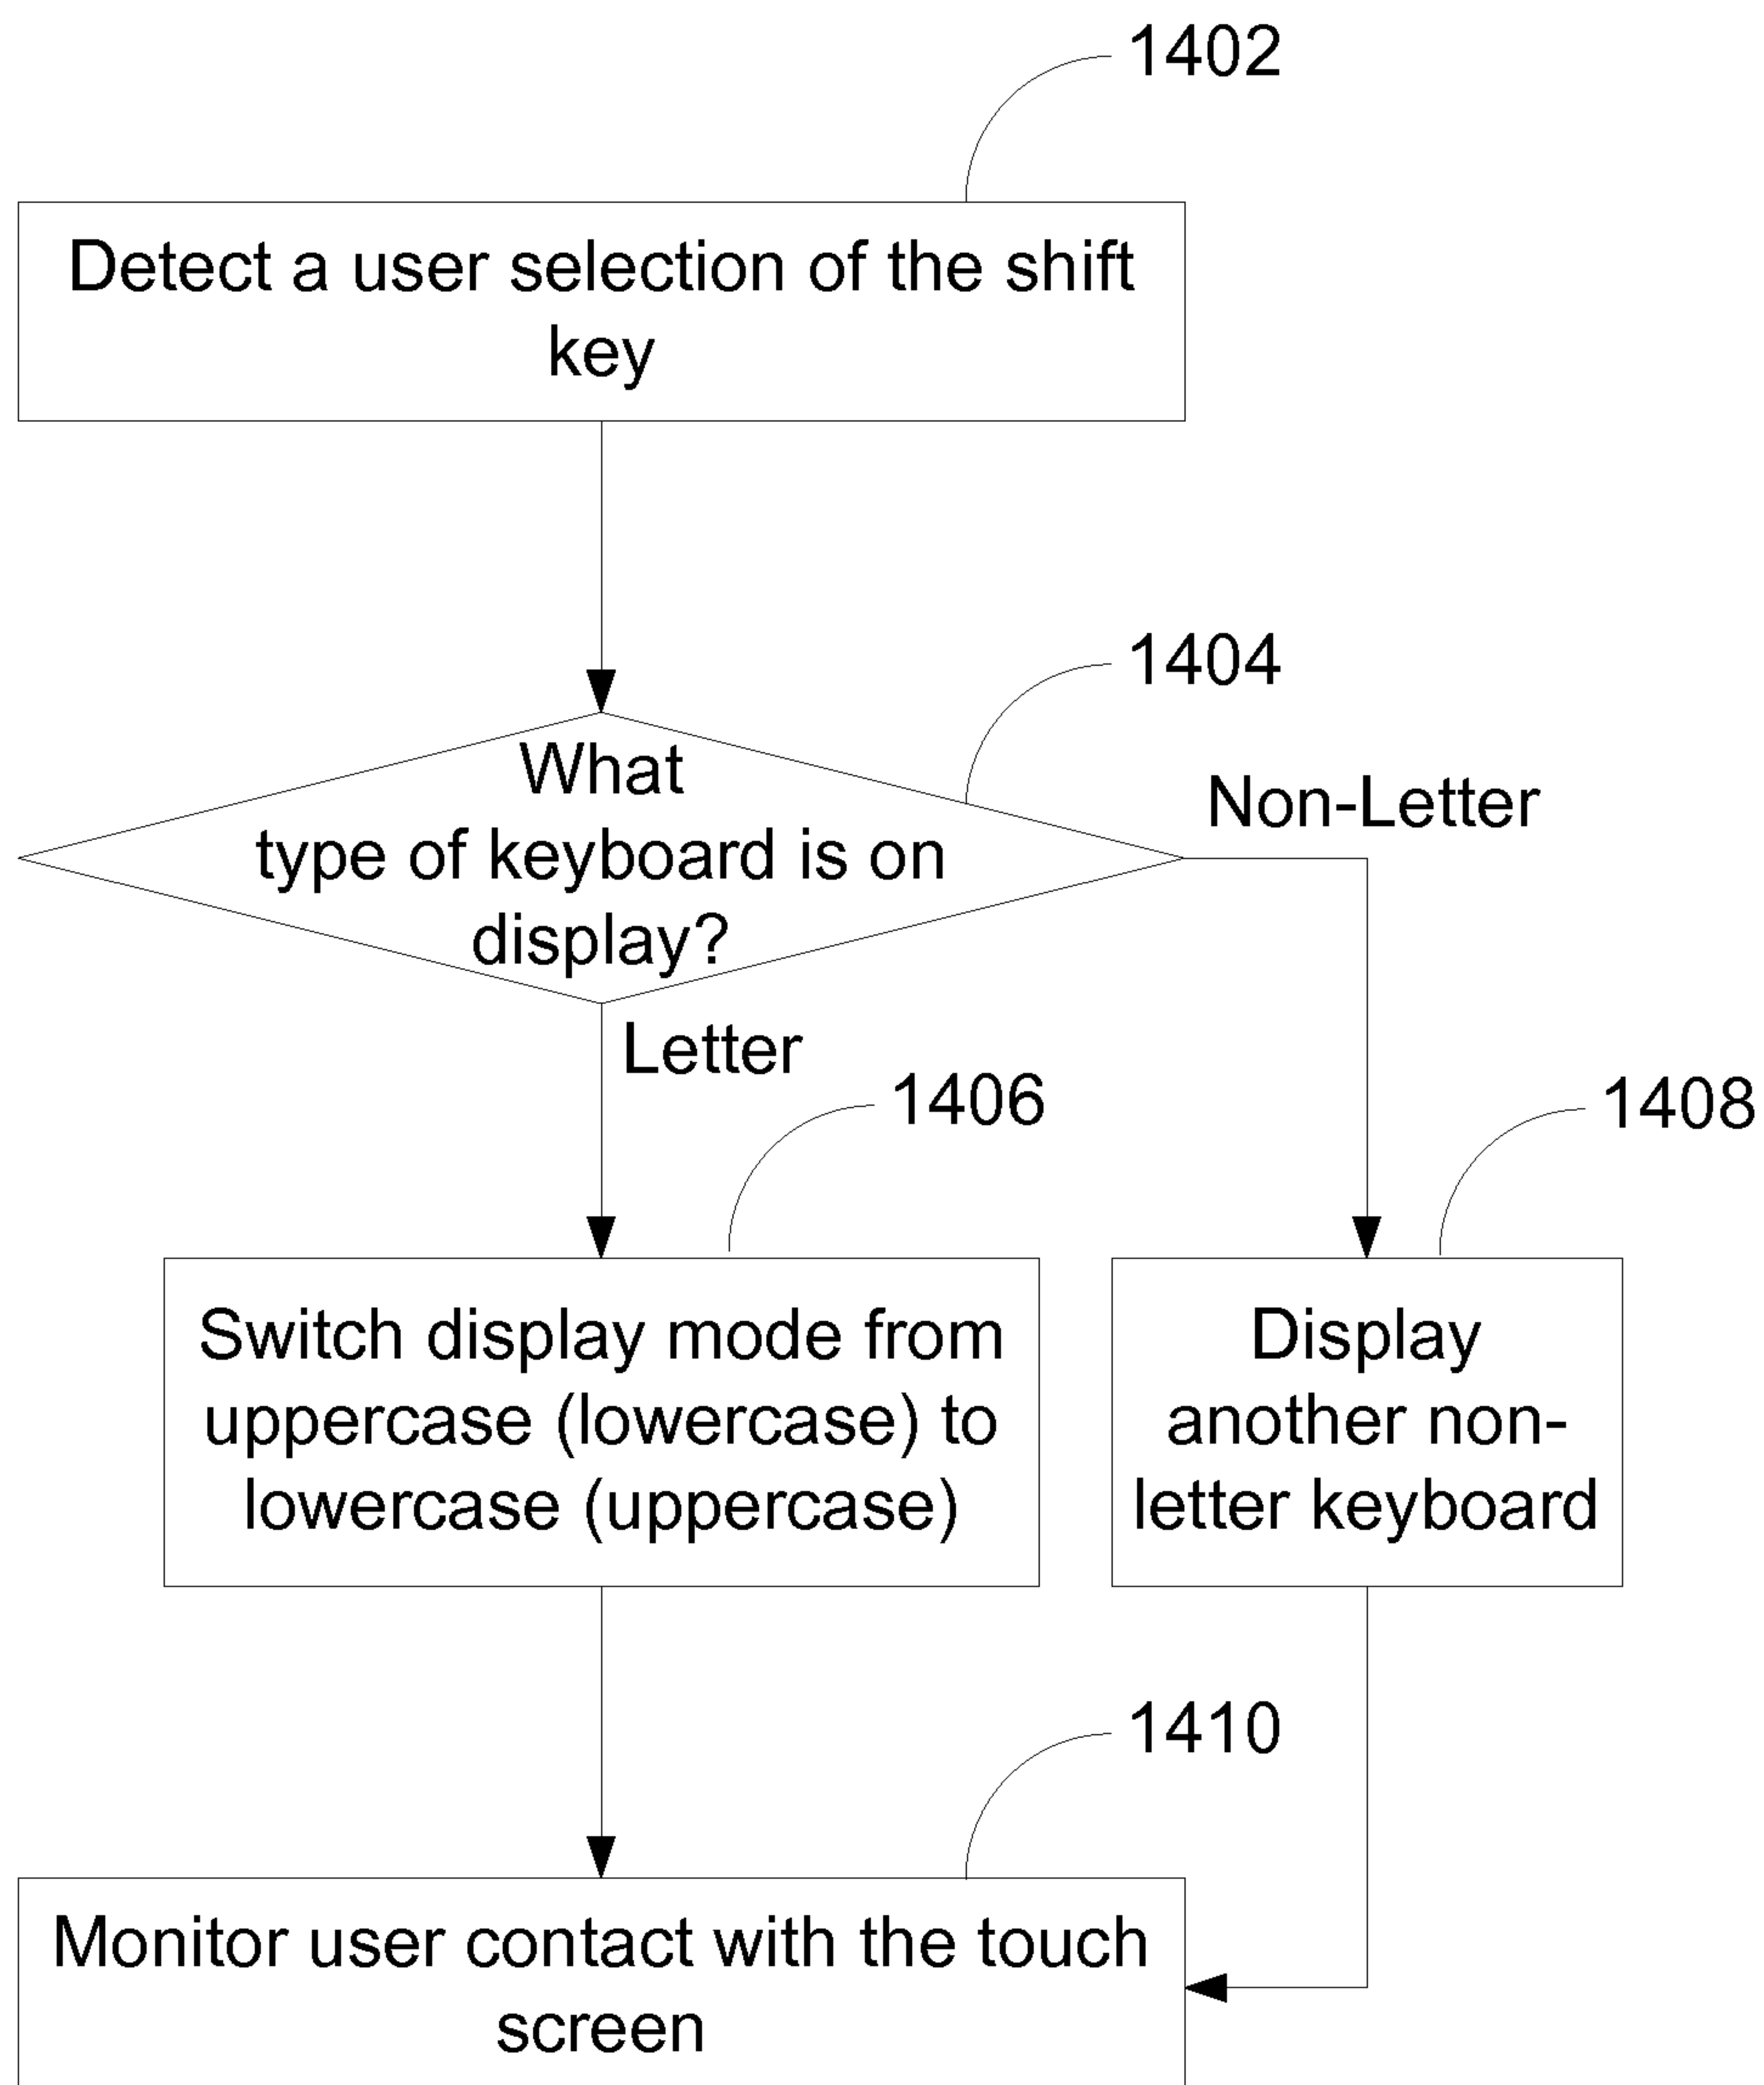 1402
Detect a user selection of the shift
key
1404
What
type of keyboard is on
display?
Non-Letter
Letter
1406
1408
Switch display mode from
uppercase (lowercase) to
lowercase (uppercase)
Display
another non-
letter keyboard
1410
Monitor user contact with the touch
screen